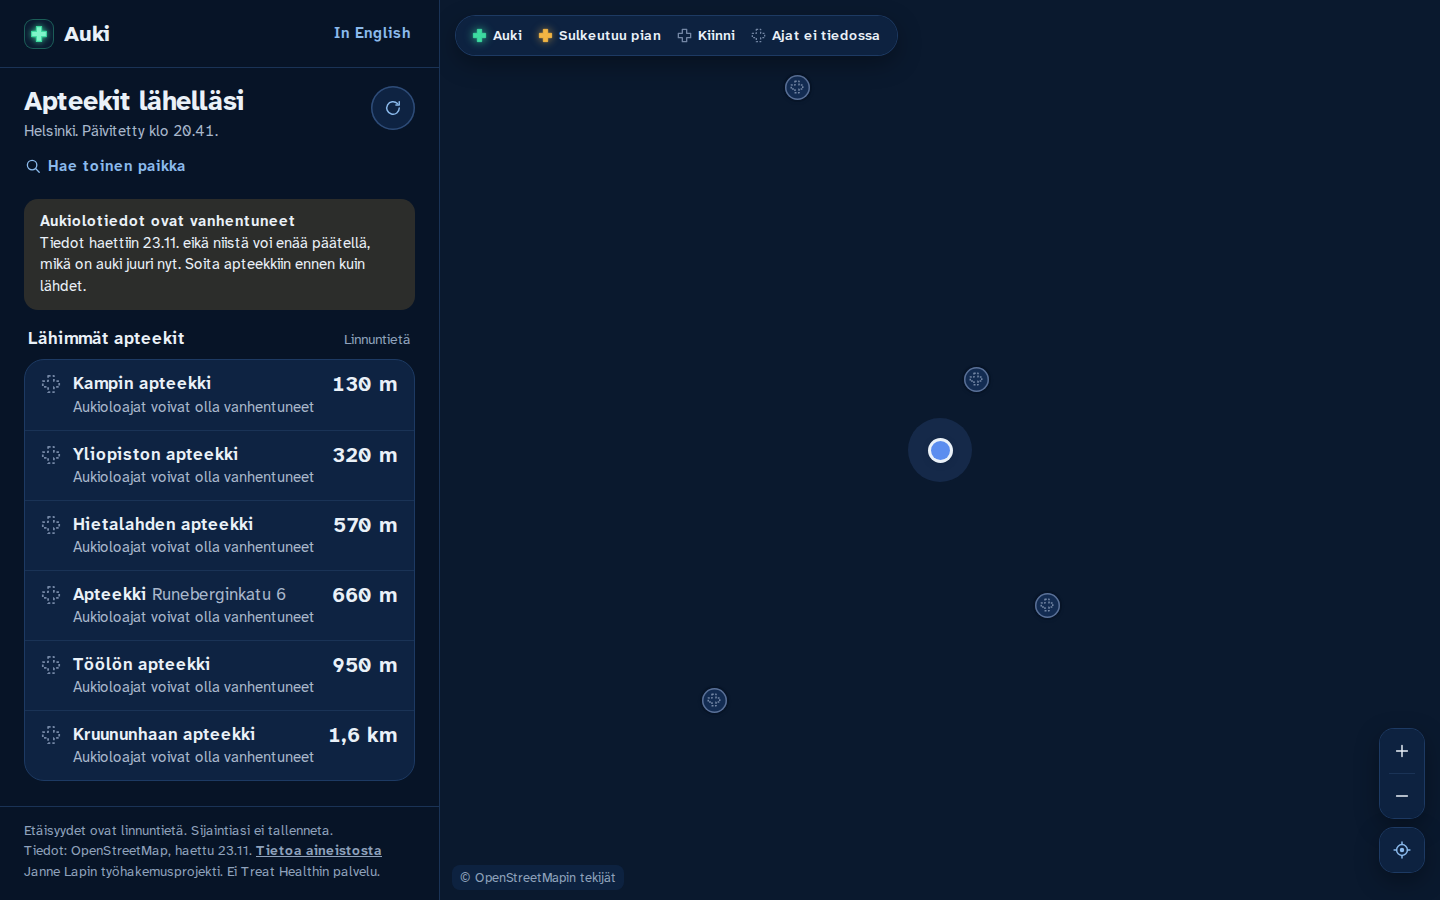 Auki
In English
Apteekit lähelläsi
Helsinki. Päivitetty klo 20.41.
Hae toinen paikka
Aukiolotiedot ovat vanhentuneet
Tiedot haettiin 23.11. eikä niistä voi enää päätellä,
mikä on auki juuri nyt. Soita apteekkiin ennen kuin
lähdet.
Lähimmät apteekit
Linnuntietä
Kampin apteekki 130 m
Aukioloajat voivat olla vanhentuneet
Yliopiston apteekki 320 m
Aukioloajat voivat olla vanhentuneet
Hietalahden apteekki 570 m
Aukioloajat voivat olla vanhentuneet
Apteekki Runeberginkatu 6 660 m
Aukioloajat voivat olla vanhentuneet
Töölön apteekki 950 m
Aukioloajat voivat olla vanhentuneet
Kruununhaan apteekki 1,6 km
Aukioloajat voivat olla vanhentuneet
Etäisyydet ovat linnuntietä. Sijaintiasi ei tallenneta.
Tiedot: OpenStreetMap, haettu 23.11. Tietoa aineistosta
Janne Lapin työhakemusprojekti. Ei Treat Healthin palvelu.
Auki Sulkeutuu pian Kiinni Ajat ei tiedossa
© OpenStreetMapin tekijät